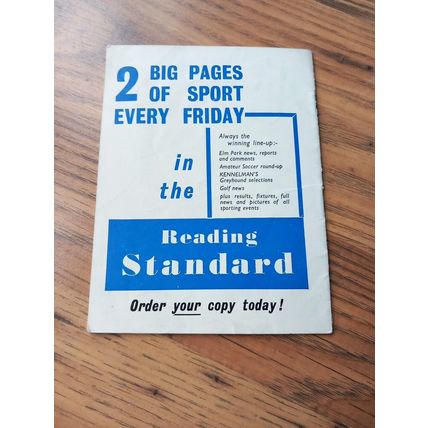 2 BIG PAGES
OF SPORT
EVERY FRIDAY
Always the
winning line-up:-
Elm Park news, reports
and comments
Amateur Soccer round-up
KENNELMAN'S
Greyhound selections
Golf news
plus results, fixtures, full
news and pictures of all
sporting events
in
the
Reading
Standard
Order your copy today!